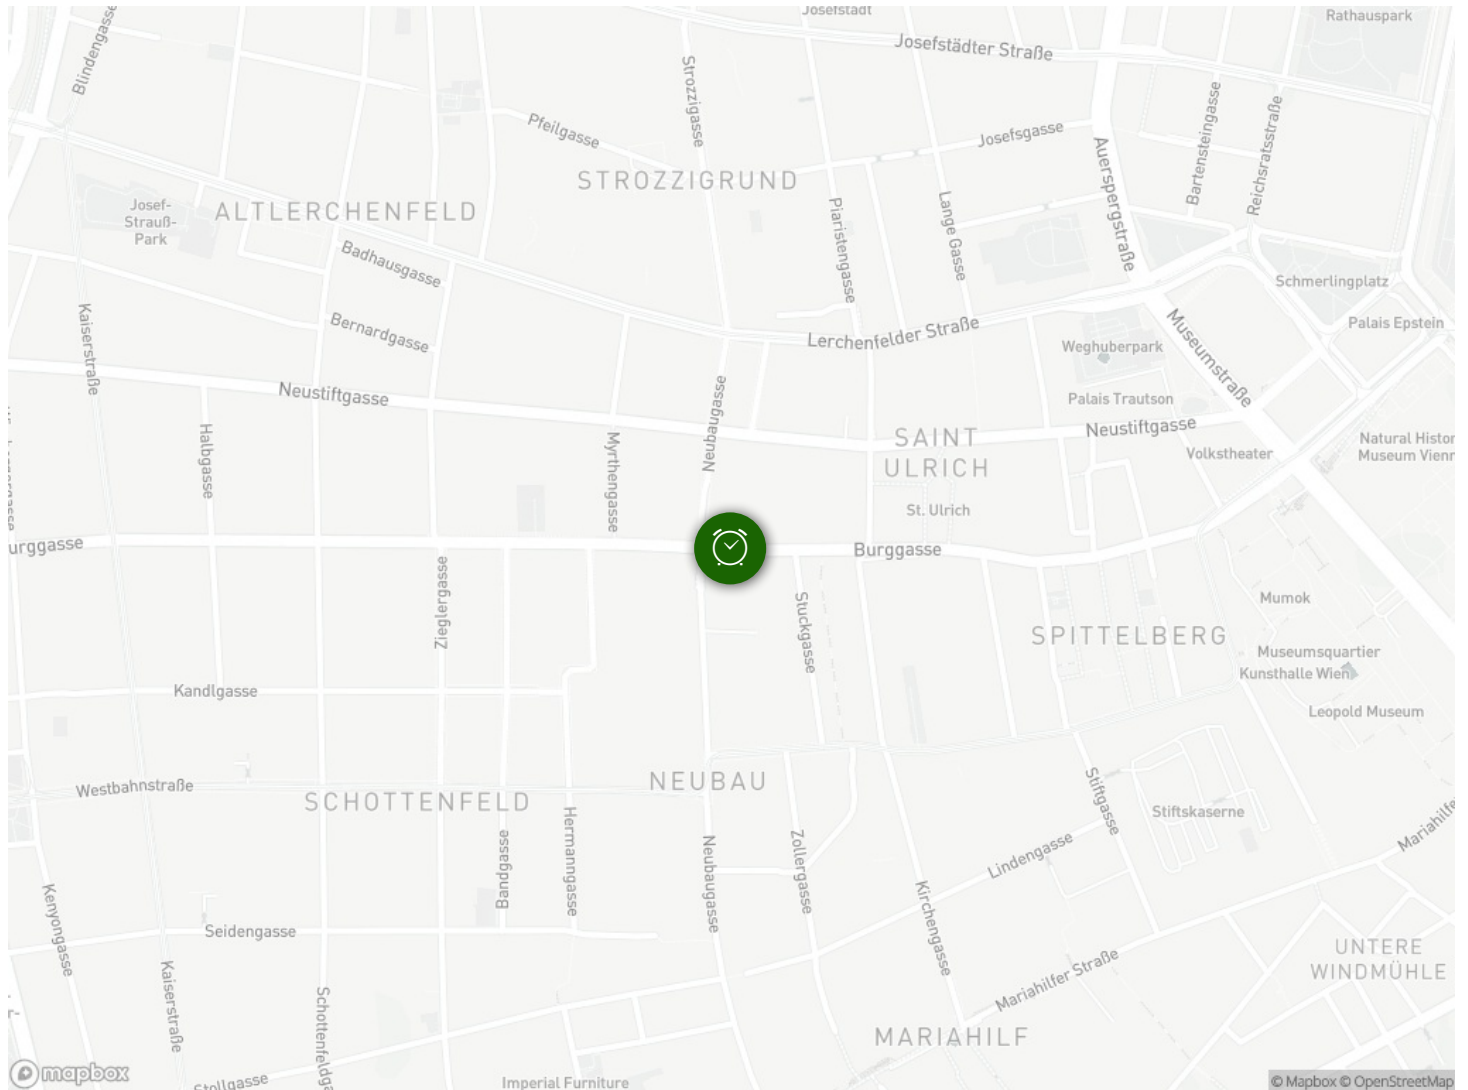 Josefstadt
Rathauspark
Josefstädter Straße
Blindengasse
Strozzigasse
Pfeilgasse
Josefsgasse
Auerspergstraße
Bartensteingasse
Reichsratsstraße
STROZZIGRUND
Josef-
Strauß-
Park
ALTLERCHENFELD
Piaristengasse
Lange Gasse
Badhausgasse
Schmerlingplatz
Kaiserstraße
Bernardgasse
Lerchenfelder Straße
Palais Epstein
Weghuberpark
Museumstraße
Neustiftgasse
Neubaugasse
Palais Trautson
Neustiftgasse
Halbgasse
Myrthengasse
SAINT
ULRICH
Volkstheater
Natural Histor
Museum Vienn
St. Ulrich
urggasse
Burggasse
Zieglergasse
Stuckgasse
Mumok
SPITTELBERG
Museumsquartier
Kunsthalle Wien
Kandlgasse
Leopold Museum
NEUBAU
Westbahnstraße
SCHOTTENFELD
Stiftgasse
Stiftskaserne
Mariahilfe
Hermanngasse
Bandgasse
Neubaugasse
Zollergasse
Lindengasse
Kirchengasse
Kenyongasse
Seidengasse
Kaiserstraße
Schottenfeldga
Mariahilfer Straße
UNTERE
WINDMÜHLE
MARIAHILF
r-
Stollgasse
Imperial Furniture
mapbox
© Mapbox © OpenStreetMap